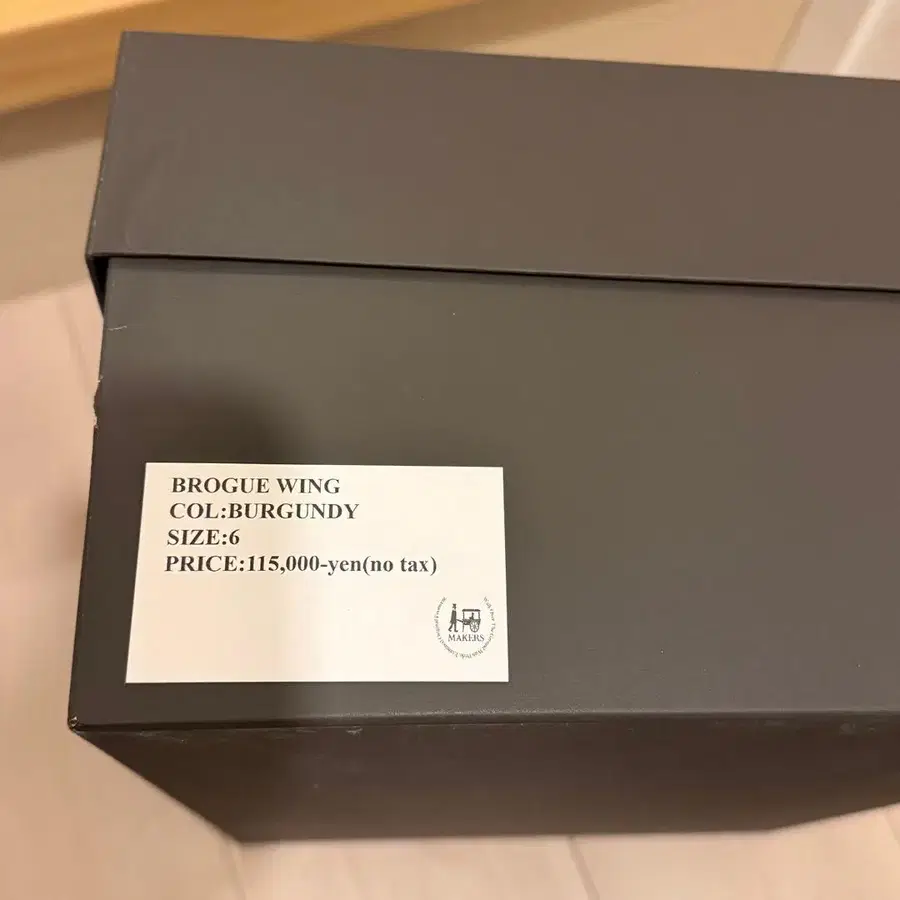 BROGUE WING
COL:BURGUNDY
SIZE:6
PRICE:115,000-yen(no tax)
MAKERS